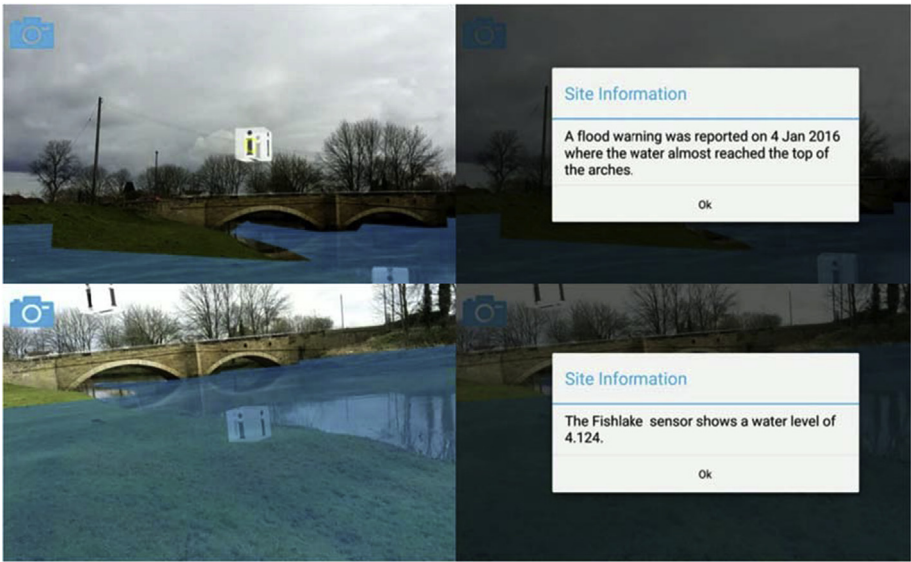 Site Information
A flood warning was reported on 4 Jan 2016
where the water almost reached the top of
the arches.
Ok
i i
Site Information
The Fishlake sensor shows a water level of
4.124.
Ok